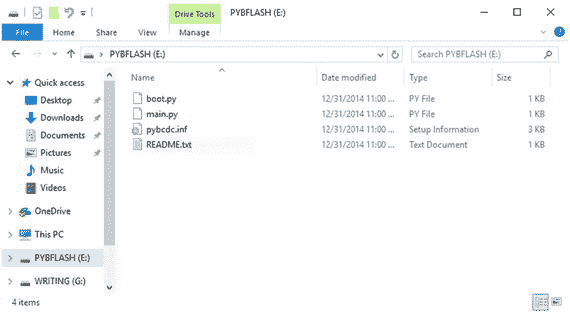 Drive Tools PYBFLASH (E:)
File Home Share View Manage
PYBFLASH (E:) Search PYBFLASH (E:)
Name Date modified Type Size
Quick access
Desktop
Downloads
Documents
Pictures
Music
Videos
OneDrive
This PC
PYBFLASH (E:)
WRITING (G:)
boot.py 12/31/2014 11:00 ... PY File 1 KB
main.py 12/31/2014 11:00 ... PY File 1 KB
pybcdc.inf 12/31/2014 11:00 ... Setup Information 3 KB
README.txt 12/31/2014 11:00 ... Text Document 1 KB
4 items